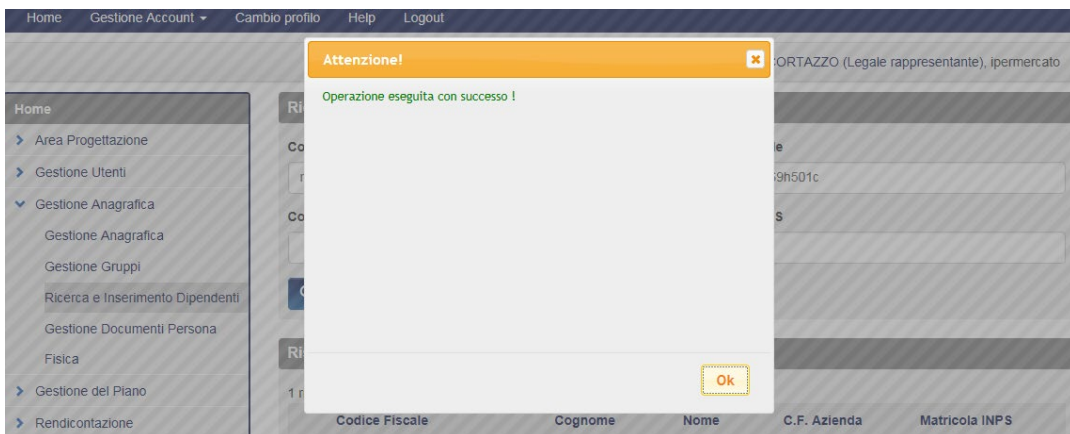 Home Gestione Account Cambio profilo Help Logout
Attenzione!
CORTAZZO (Legale rappresentante), ipermercato
Operazione eseguita con successo !
Home
Area Progettazione
Gestione Utenti
Gestione Anagrafica
Gestione Anagrafica
Gestione Gruppi
Ricerca e Inserimento Dipendenti
Gestione Documenti Persona
Fisica
Gestione del Piano
Rendicontazione
Ok
Codice Fiscale Cognome Nome C.F. Azienda Matricola INPS